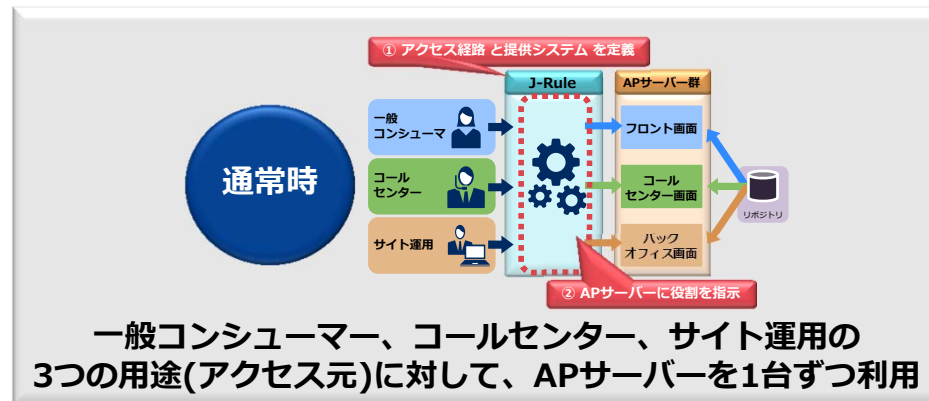 ① アクセス経路 と提供システム を定義
J-Rule
APサーバー群
通常時
一般
コンシューマ
フロント画面
コール
センター
コール
センター画面
リポジトリ
サイト運用
バック
オフィス画面
② APサーバーに役割を指示
一般コンシューマー、コールセンター、サイト運用の
3つの用途(アクセス元)に対して、APサーバーを1台ずつ利用